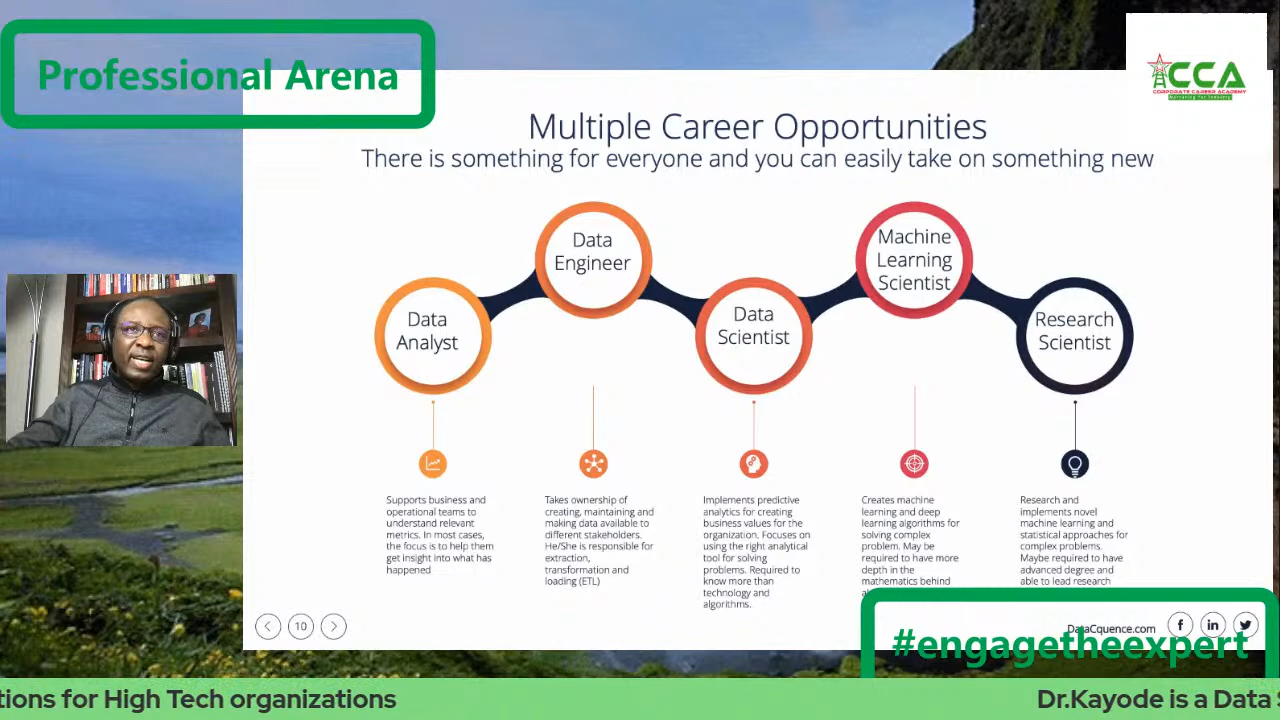 Professional Arena
CCA
CORPORATE CAREER ACADEMY
Multiple Career Opportunities
There is something for everyone and you can easily take on something new
Data
Analyst
Data
Engineer
Data
Scientist
Machine
Learning
Scientist
Research
Scientist
Supports business and
operational teams to
understand relevant
metrics. In most cases,
the focus is to help them
get insight into what has
happened
Takes ownership of
creating, maintaining and
making data available to
different stakeholders.
He/She is responsible for
extraction,
transformation and
loading (ETL)
Implements predictive
analytics for creating
business values for the
organization. Focuses on
using the right analytical
tool for solving
problems. Required to
know more than
technology and
algorithms.
Creates machine
learning and deep
learning algorithms for
solving complex
problem. May be
required to have more
depth in the
mathematics behind
Research and
implements novel
machine learning and
statistical approaches for
complex problems.
Maybe required to have
advanced degree and
able to lead research
10
DataCquence.com
#engagetheexpert
tions for High Tech organizations
Dr.Kayode is a Data S